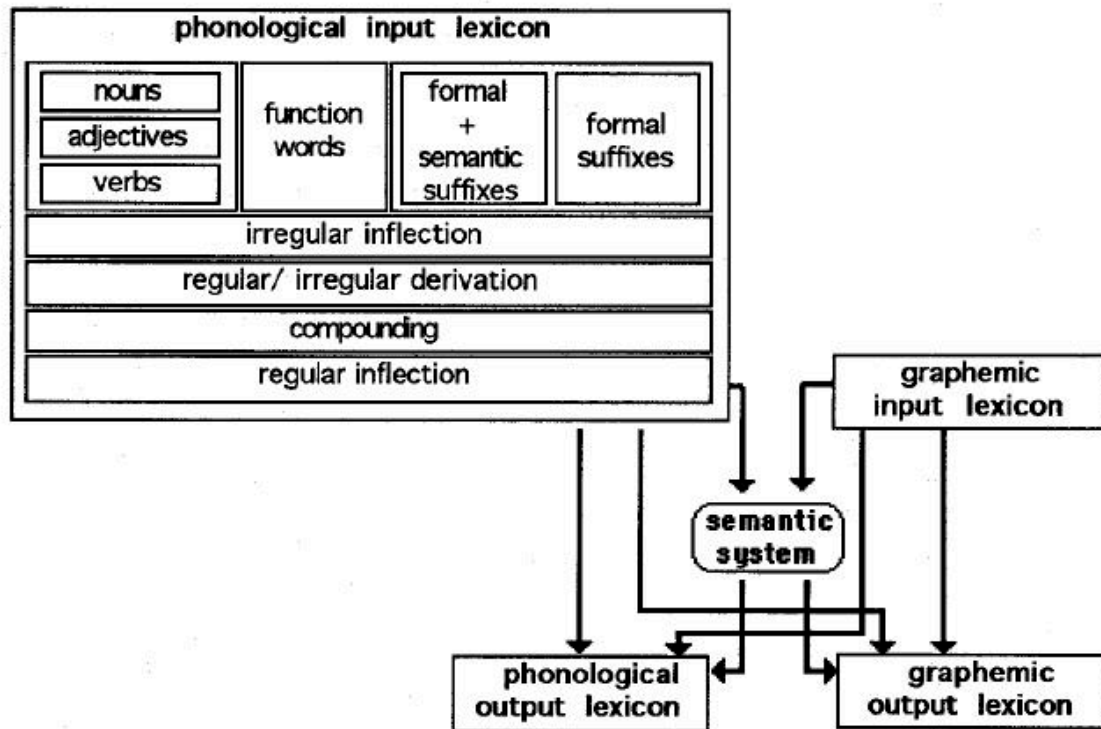 phonological input lexicon
nouns
adjectives
verbs
function
words
formal
+
semantic
suffixes
formal
suffixes
irregular inflection
regular/ irregular derivation
compounding
regular inflection
graphemic
input lexicon
semantic
system
phonological
output lexicon
graphemic
output lexicon